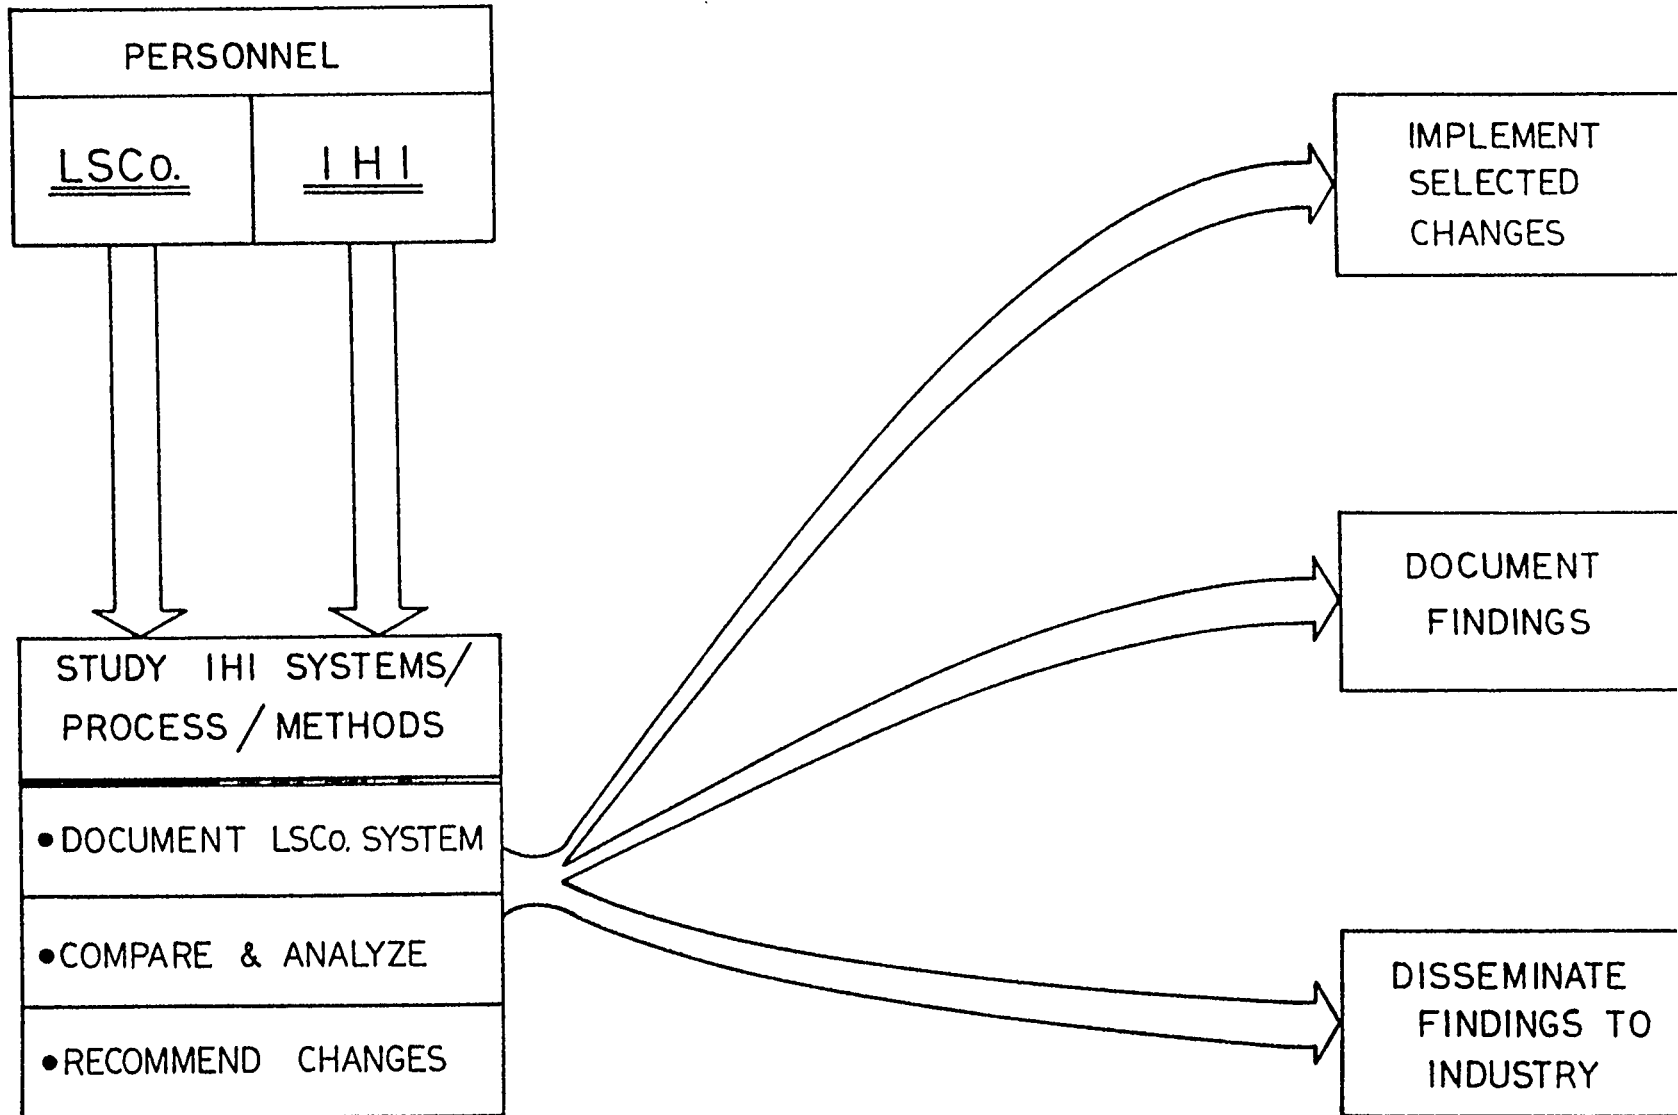 PERSONNEL
LSCo.
IHI
STUDY IHI SYSTEMS/
PROCESS/METHODS
•DOCUMENT LSCo. SYSTEM
•COMPARE & ANALYZE
•RECOMMEND CHANGES
IMPLEMENT
SELECTED
CHANGES
DOCUMENT
FINDINGS
DISSEMINATE
FINDINGS TO
INDUSTRY